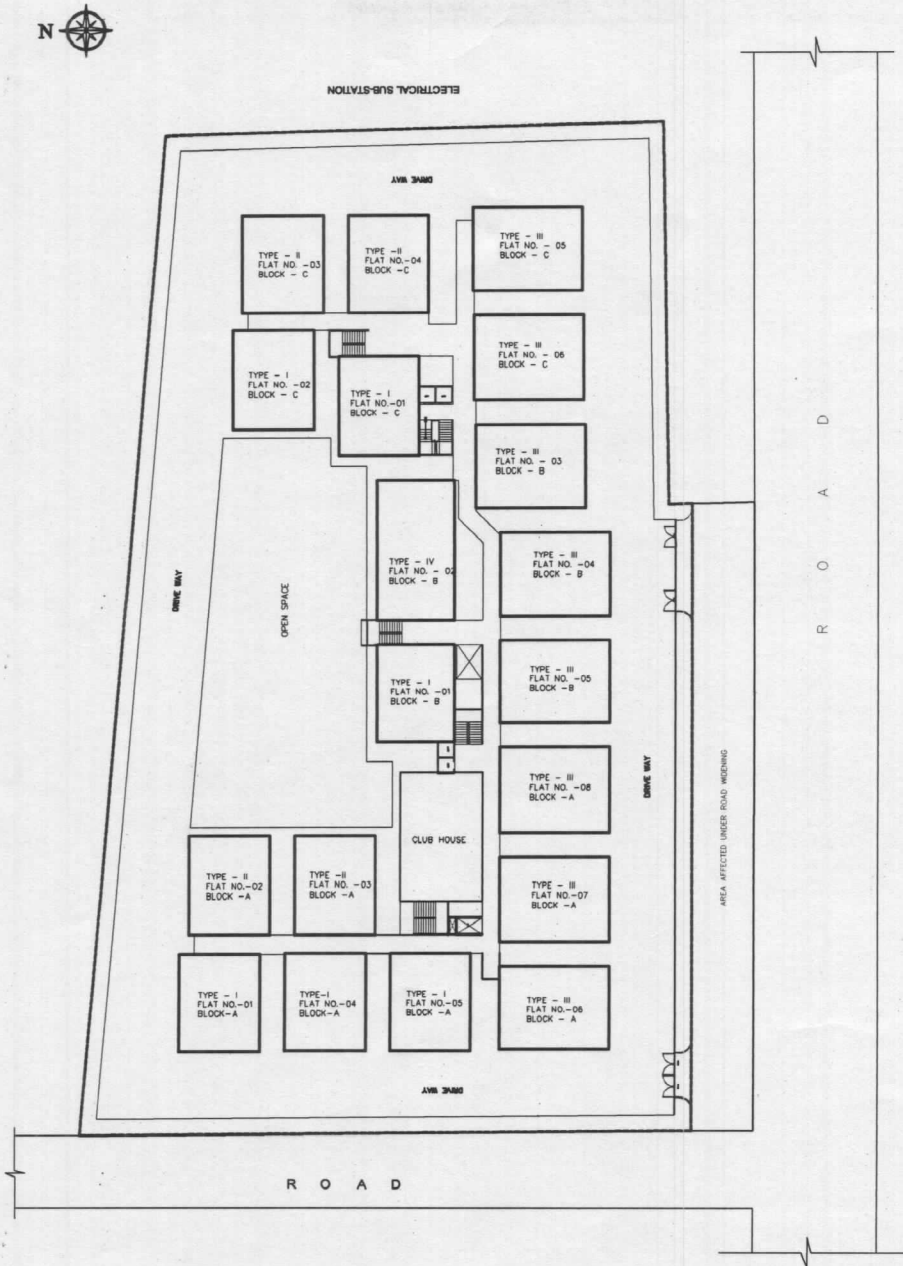 N
ELECTRICAL SUB-STATION
DRIVE WAY
TYPE - II
FLAT NO. -03
BLOCK - C
TYPE -II
FLAT NO.-04
BLOCK -C
TYPE - III
FLAT NO. - 05
BLOCK - C
TYPE - I
FLAT NO. -02
BLOCK - C
TYPE - I
FLAT NO.-01
BLOCK - C
TYPE - III
FLAT NO. - 06
BLOCK - C
TYPE - III
FLAT NO. - 03
BLOCK - B
TYPE - IV
FLAT NO. - 02
BLOCK - B
TYPE - III
FLAT NO. -04
BLOCK - B
DRIVE WAY
OPEN SPACE
TYPE - I
FLAT NO. -01
BLOCK - B
TYPE - III
FLAT NO. -05
BLOCK -B
TYPE - III
FLAT NO. -08
BLOCK -A
DRIVE WAY
AREA AFFECTED UNDER ROAD WIDENING
ROAD
CLUB HOUSE
TYPE - II
FLAT NO.-02
BLOCK -A
TYPE -II
FLAT NO. -03
BLOCK -A
TYPE - III
FLAT NO.-07
BLOCK -A
TYPE - I
FLAT NO.-01
BLOCK-A
TYPE-I
FLAT NO.-04
BLOCK-A
TYPE - I
FLAT NO.-05
BLOCK -A
TYPE - III
FLAT NO.-06
BLOCK - A
DRIVE WAY
ROAD